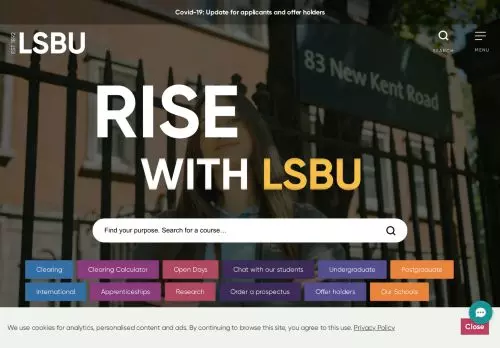 Covid-19: Update for applicants and offer holders
EST 1892
LSBU
SEARCH
MENU
83 New Kent Road
RISE
WITH LSBU
Find your purpose. Search for a course...
Clearing
Clearing Calculator
Open Days
Chat with our students
Undergraduate
Postgraduate
International
Apprenticeships
Research
Order a prospectus
Offer holders
Our Schools
We use cookies for analytics, personalised content and ads. By continuing to browse this site, you agree to this use. Privacy Policy
Close